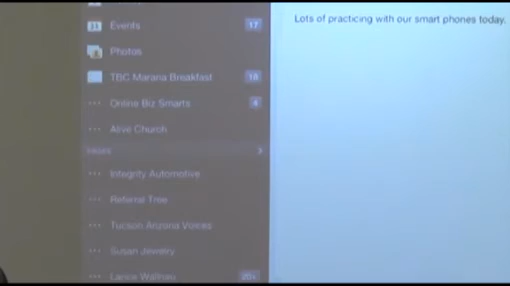 Events 17
Photos
TBC Marana Breakfast 18
Online Biz Smarts 4
Alive Church
Integrity Automotive
Referral Tree
Tucson Arizona Voices
Susan Jewelry
Lance Wallnau 20+
Lots of practicing with our smart phones today.